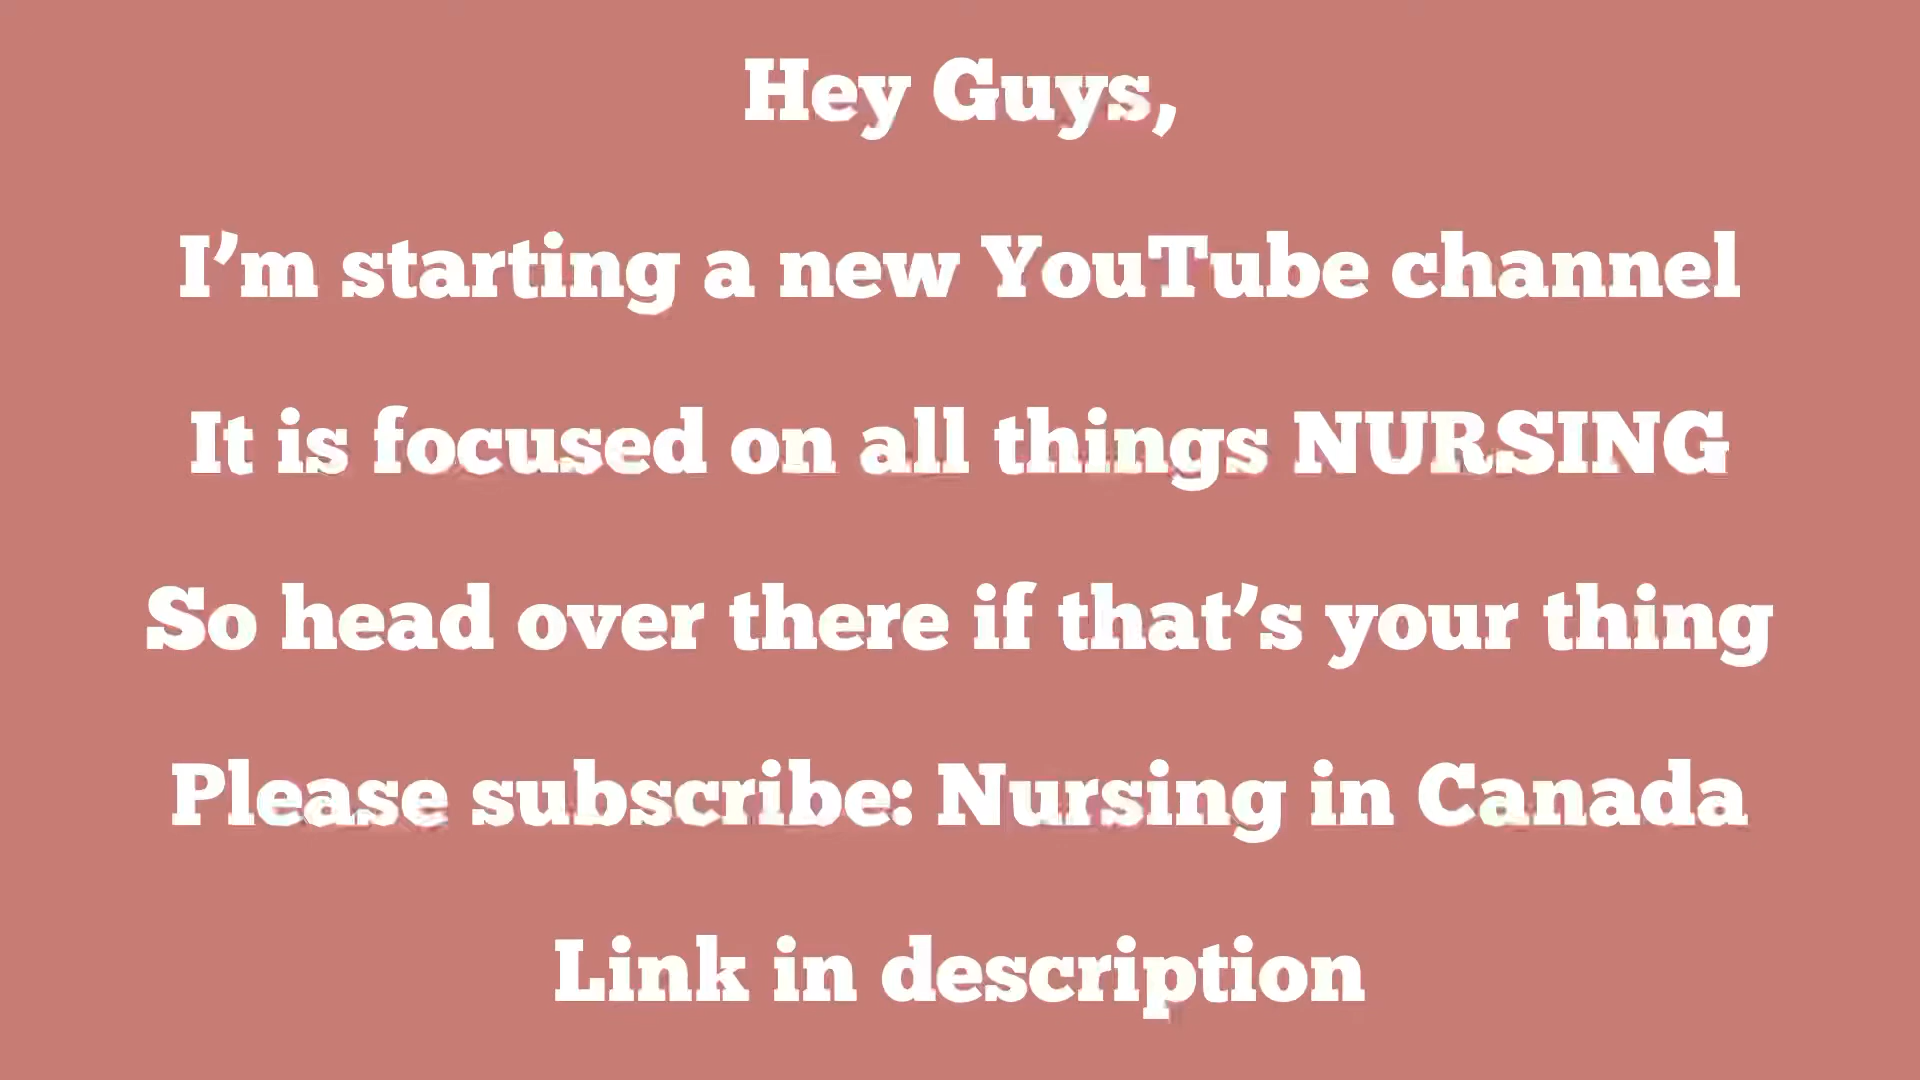 Hey Guys,
I’m starting a new YouTube channel
It is focused on all things NURSING
So head over there if that’s your thing
Please subscribe: Nursing in Canada
Link in description